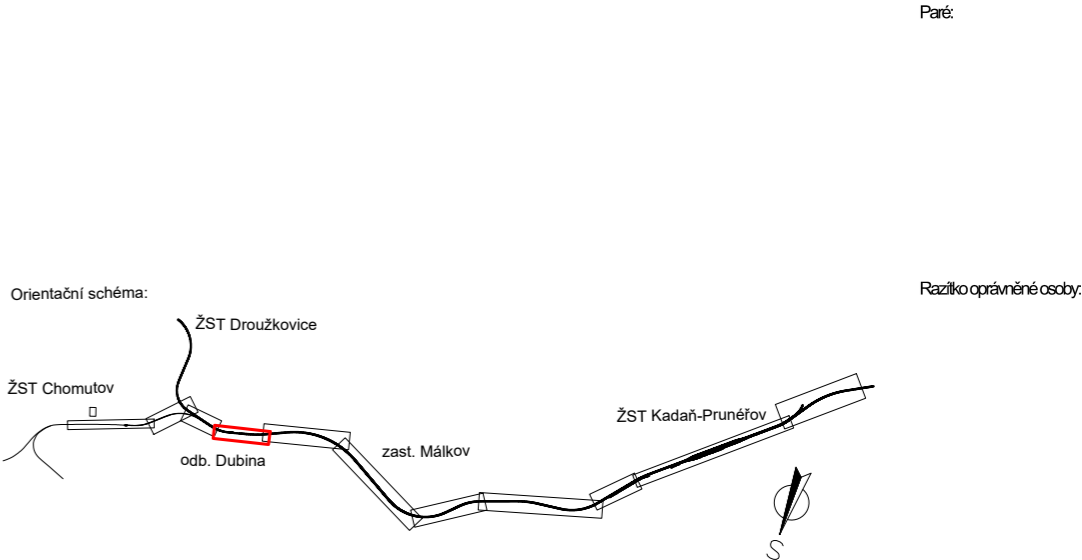 Paré:
Orientační schéma:
Razítko oprávněné osoby:
ŽST Droužkovice
ŽST Chomutov
ŽST Kadaň-Prunéřov
odb. Dubina
zast. Málkov
S